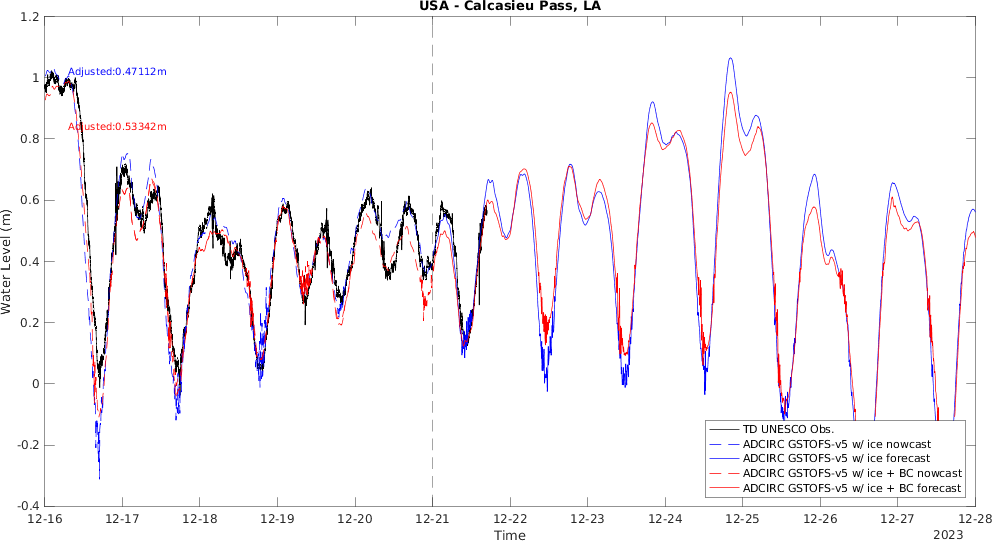 USA - Calcasieu Pass, LA
1.2
1
0.8
0.6
0.4
0.2
0
-0.2
-0.4
Water Level (m)
Adjusted:0.47112m
Adjusted:0.53342m
TD UNESCO Obs.
ADCIRC GSTOFS-v5 w/ ice nowcast
ADCIRC GSTOFS-v5 w/ ice forecast
ADCIRC GSTOFS-v5 w/ ice + BC nowcast
ADCIRC GSTOFS-v5 w/ ice + BC forecast
12-16 12-17 12-18 12-19 12-20 12-21 12-22 12-23 12-24 12-25 12-26 12-27 12-28
Time
2023